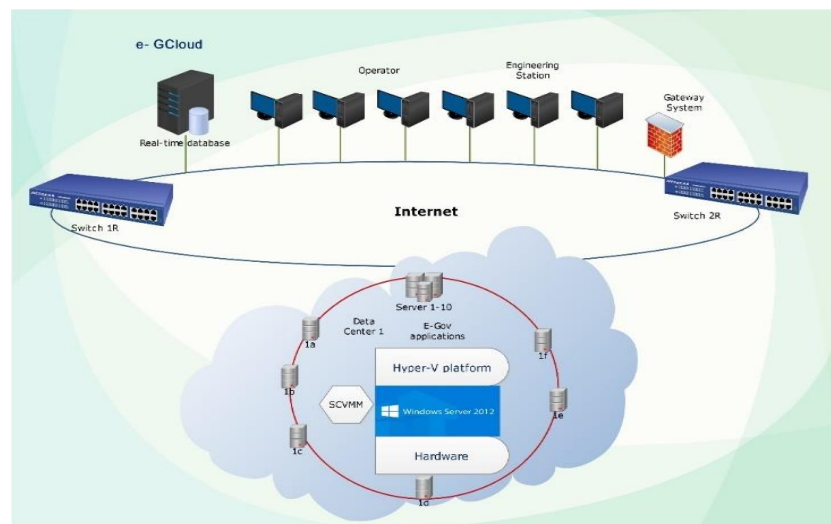 e- GCloud
Operator
Engineering
Station
Gateway
System
Real-time database
Switch 1R
Internet
Switch 2R
Server 1-10
Data
Center 1
E-Gov
applications
1a
1f
Hyper-V platform
1b
SCVMM
Windows Server 2012
1e
1c
Hardware
1d